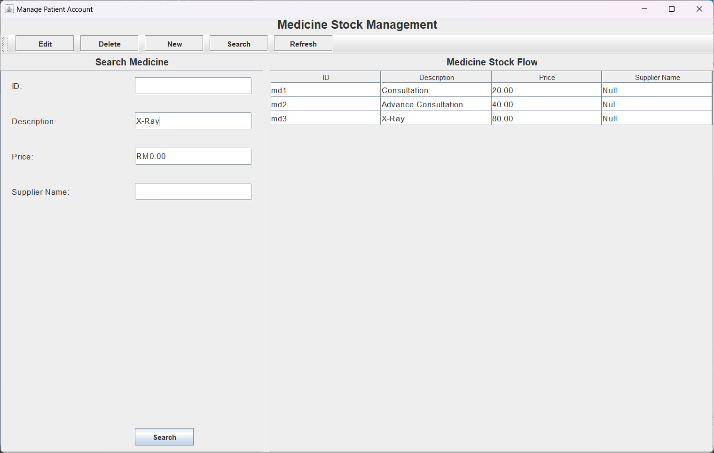 Manage Patient Account
Medicine Stock Management
Edit Delete New Search Refresh
Search Medicine
ID:
Description: X-Ray
Price: RM0.00
Supplier Name:
Search
Medicine Stock Flow
ID Description Price Supplier Name
md1 Consultation 20.00 Null
md2 Advance Consultation 40.00 Null
md3 X-Ray 80.00 Null